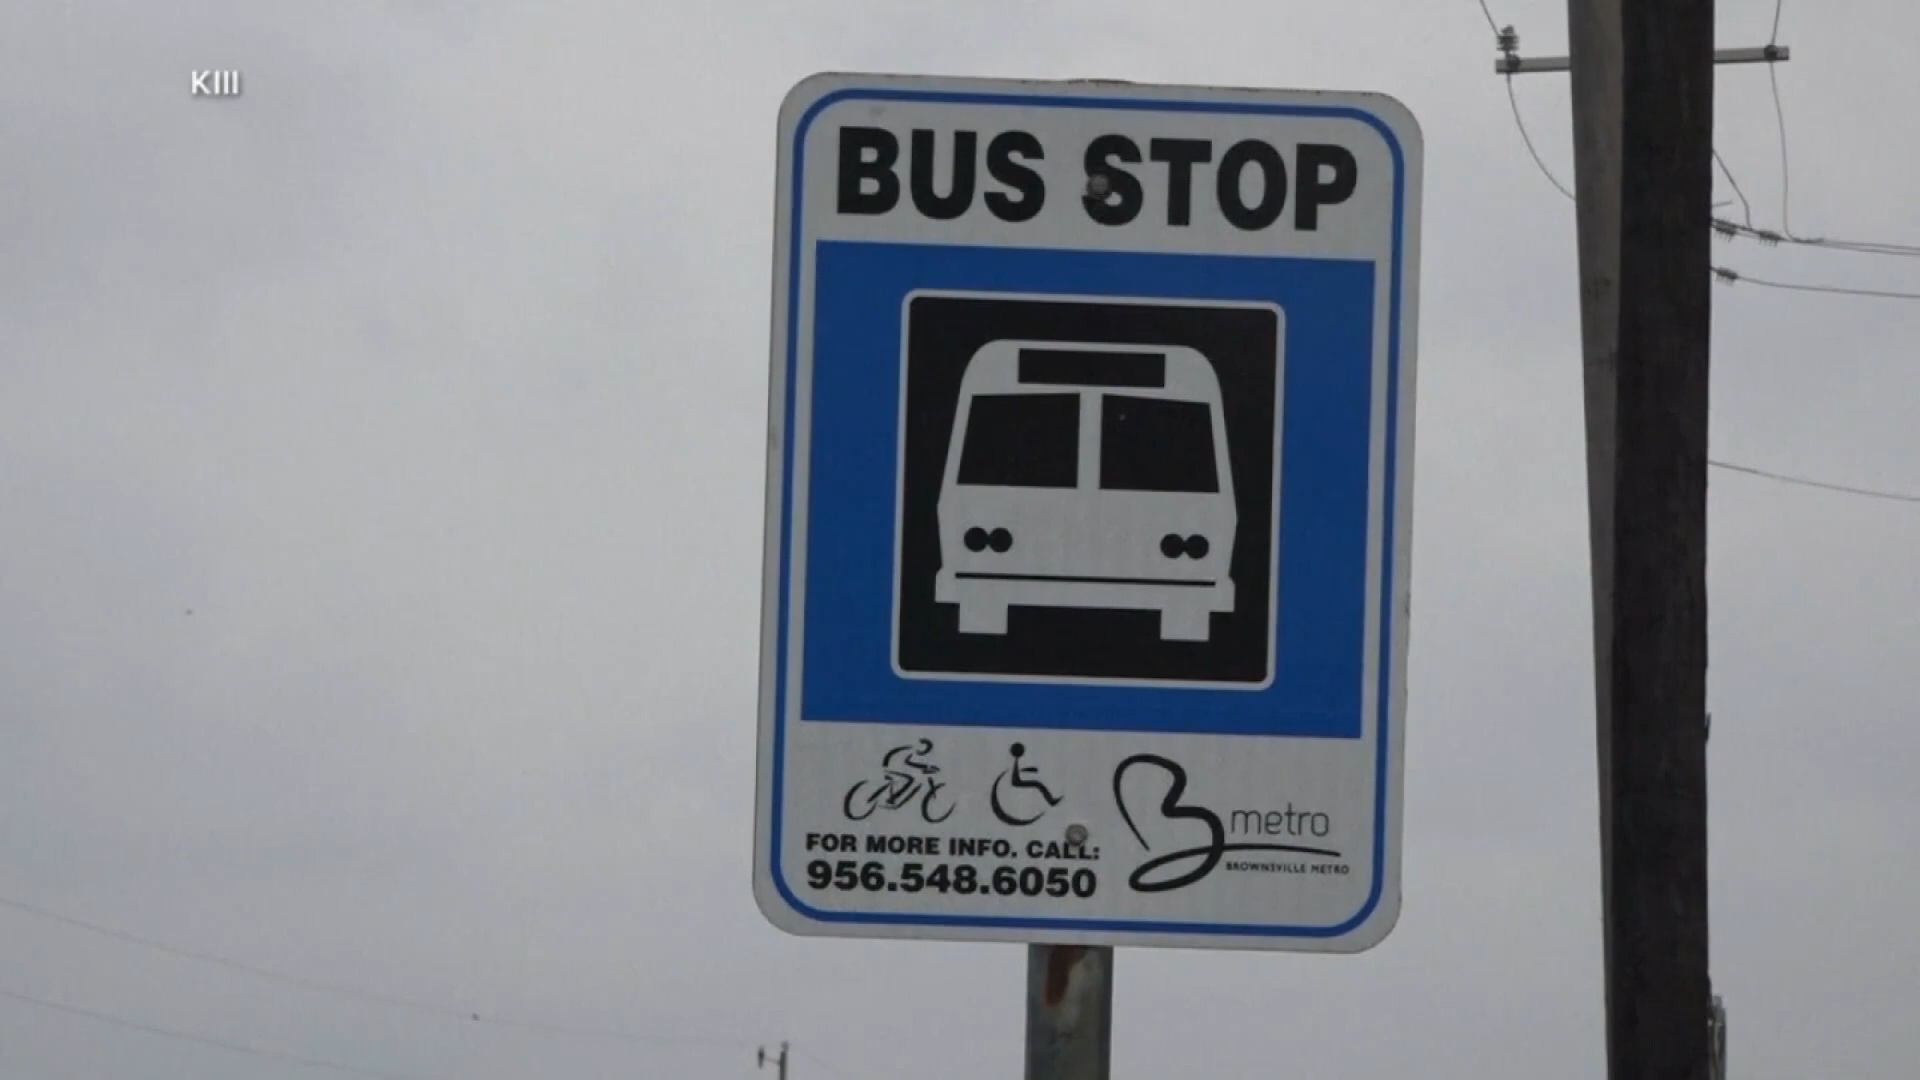 KIII
BUS STOP
FOR MORE INFO. CALL:
956.548.6050
B metro
BROWNSVILLE METRO